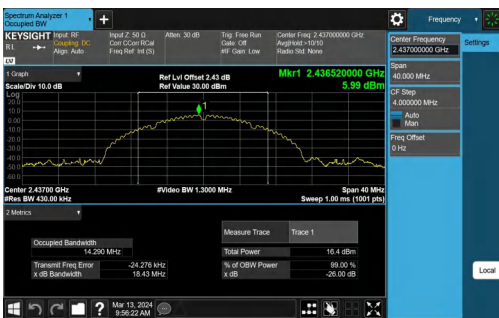 Spectrum Analyzer 1
Occupied BW
+
Frequency
KEYSIGHT
Input: RF
Coupling: DC
Align: Auto
Input Z: 50 Ω
Corr CCorr RCal
Freq Ref: Int (S)
Atten: 30 dB
Trig: Free Run
Gate: Off
#IF Gain: Low
Center Freq: 2.437000000 GHz
Avg|Hold:>10/10
Radio Std: None
RL
LV
Center Frequency
2.437000000 GHz
Settings
Span
40.000 MHz
CF Step
4.000000 MHz
Auto
Man
Freq Offset
0 Hz
Local
1 Graph
Scale/Div 10.0 dB
Ref Lvl Offset 2.43 dB
Ref Value 30.00 dBm
Mkr1 2.436520000 GHz
5.99 dBm
Log
20.0
10.0
0.00
-10.0
-20.0
-30.0
-40.0
-50.0
-60.0
1
Center 2.43700 GHz
#Res BW 430.00 kHz
#Video BW 1.3000 MHz
Span 40 MHz
Sweep 1.00 ms (1001 pts)
2 Metrics
Measure Trace
Trace 1
Occupied Bandwidth
14.290 MHz
Total Power
16.4 dBm
Transmit Freq Error
-24.276 kHz
% of OBW Power
99.00 %
x dB Bandwidth
18.43 MHz
x dB
-26.00 dB
?
Mar 13, 2024
9:56:22 AM